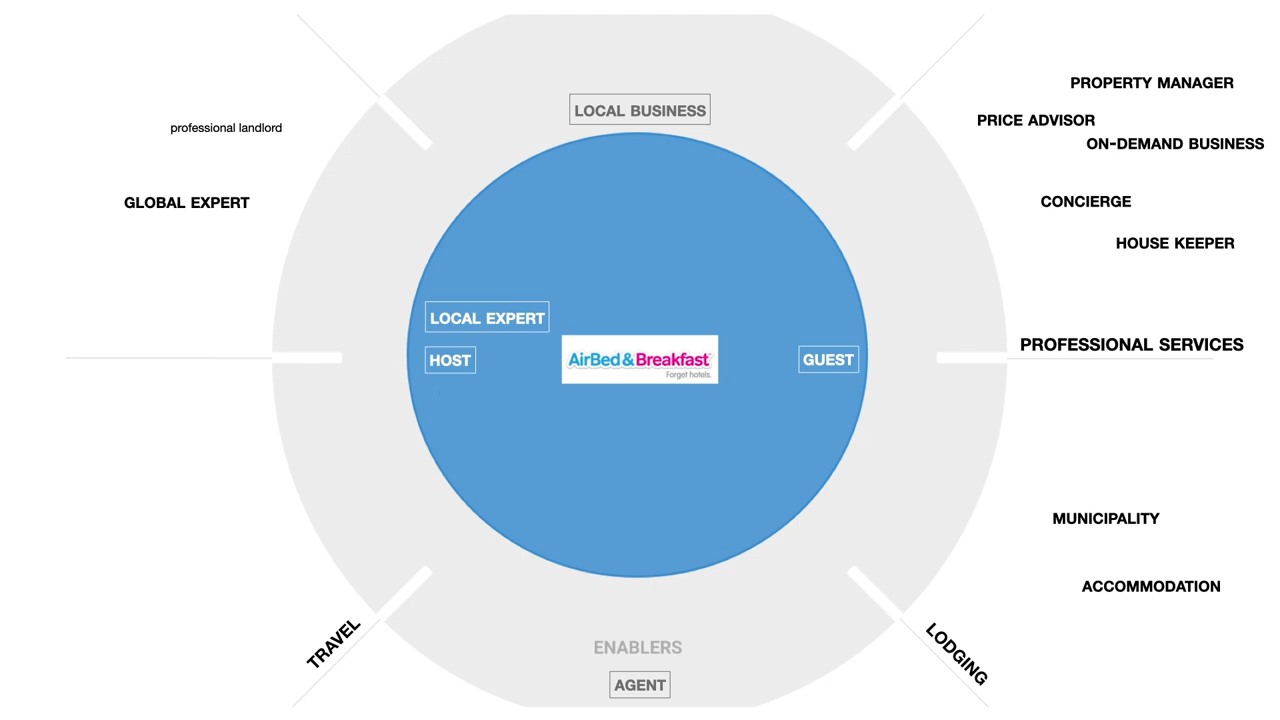 PROPERTY MANAGER
LOCAL BUSINESS
PRICE ADVISOR
professional landlord
ON-DEMAND BUSINESS
GLOBAL EXPERT
CONCIERGE
HOUSE KEEPER
LOCAL EXPERT
PROFESSIONAL SERVICES
HOST
AirBed & Breakfast
Forget hotels.
GUEST
MUNICIPALITY
ACCOMMODATION
TRAVEL
ENABLERS
LODGING
AGENT